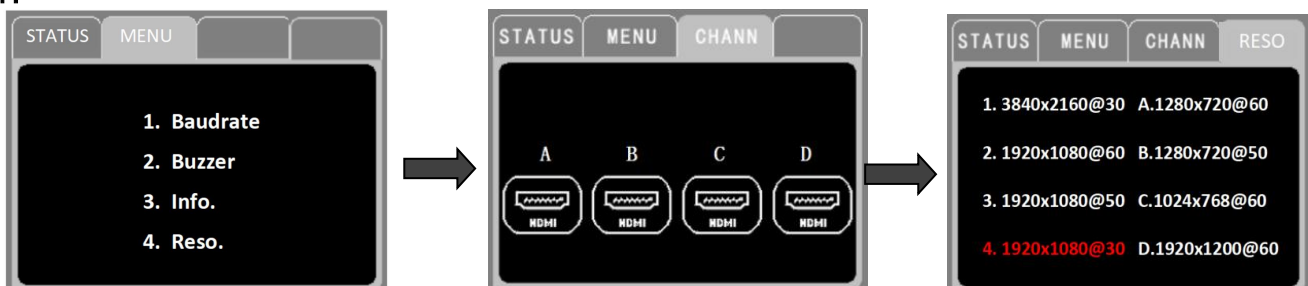 STATUS MENU
1. Baudrate
2. Buzzer
3. Info.
4. Reso.
STATUS MENU CHANN
A B C D
HDMI HDMI HDMI HDMI
STATUS MENU CHANN RESO
1. 3840x2160@30 A.1280x720@60
2. 1920x1080@60 B.1280x720@50
3. 1920x1080@50 C.1024x768@60
4. 1920x1080@30 D.1920x1200@60